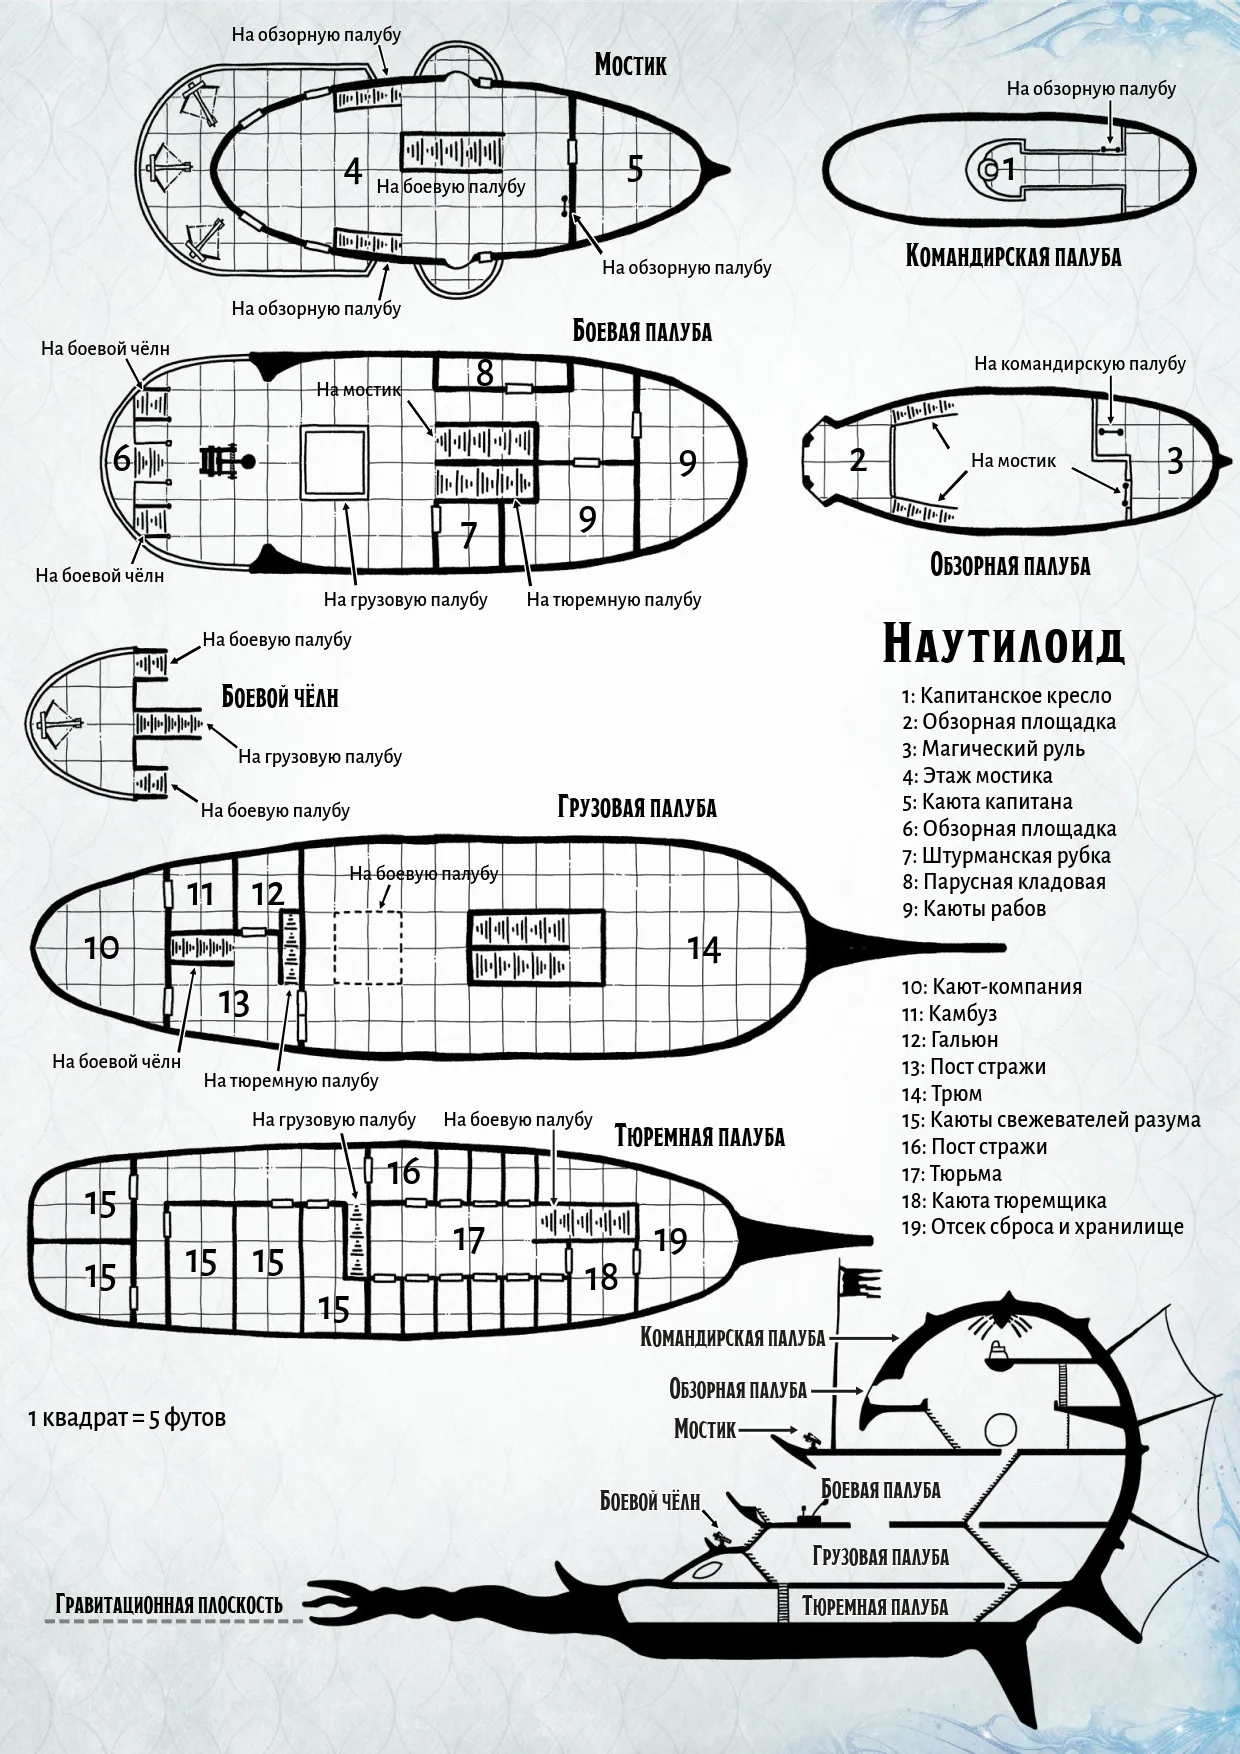 На обзорную палубу
Мостик
4
На боевую палубу
5
На обзорную палубу
На обзорную палубу
На обзорную палубу
1
Командирская палуба
Боевая палуба
На боевой чёлн
На мостик
8
6
9
9
7
На боевой чёлн
На грузовую палубу
На тюремную палубу
На командирскую палубу
2
На мостик
3
Обзорная палуба
На боевую палубу
Боевой чёлн
На грузовую палубу
На боевую палубу
Наутилоид
1: Капитанское кресло
2: Обзорная площадка
3: Магический руль
4: Этаж мостика
5: Каюта капитана
6: Обзорная площадка
7: Штурманская рубка
8: Парусная кладовая
9: Каюты рабов
10: Кают-компания
11: Камбуз
12: Гальюн
13: Пост стражи
14: Трюм
15: Каюты свежевателей разума
16: Пост стражи
17: Тюрьма
18: Каюта тюремщика
19: Отсек сброса и хранилище
Грузовая палуба
На боевую палубу
11
12
10
13
14
На боевой чёлн
На тюремную палубу
На грузовую палубу
На боевую палубу
Тюремная палуба
15
16
17
19
15
15
15
18
15
1 квадрат = 5 футов
Командирская палуба
Обзорная палуба
Мостик
Боевая палуба
Боевой чёлн
Грузовая палуба
Гравитационная плоскость
Тюремная палуба